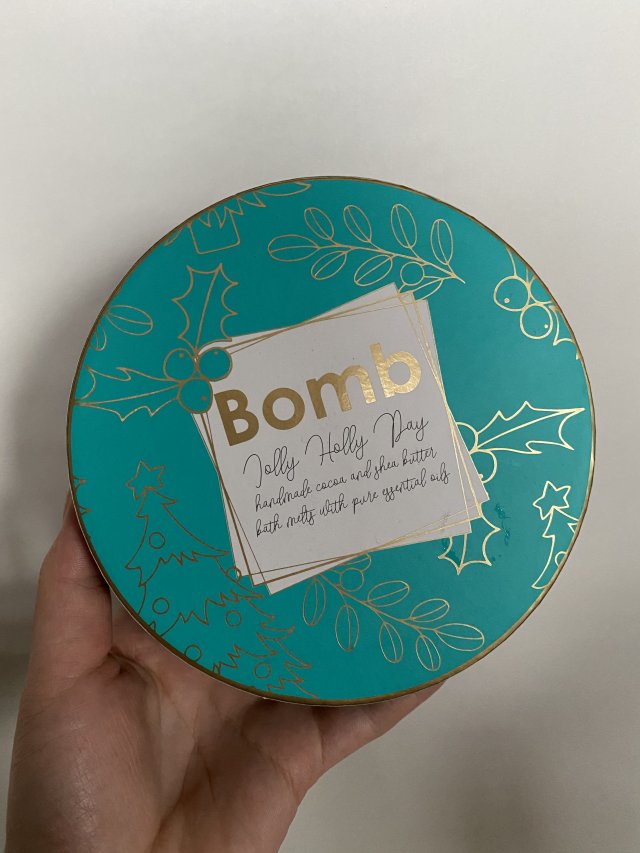 Bomb
Jolly Holly Day
handmade cocoa and shea butter
bath melts with pure essential oils